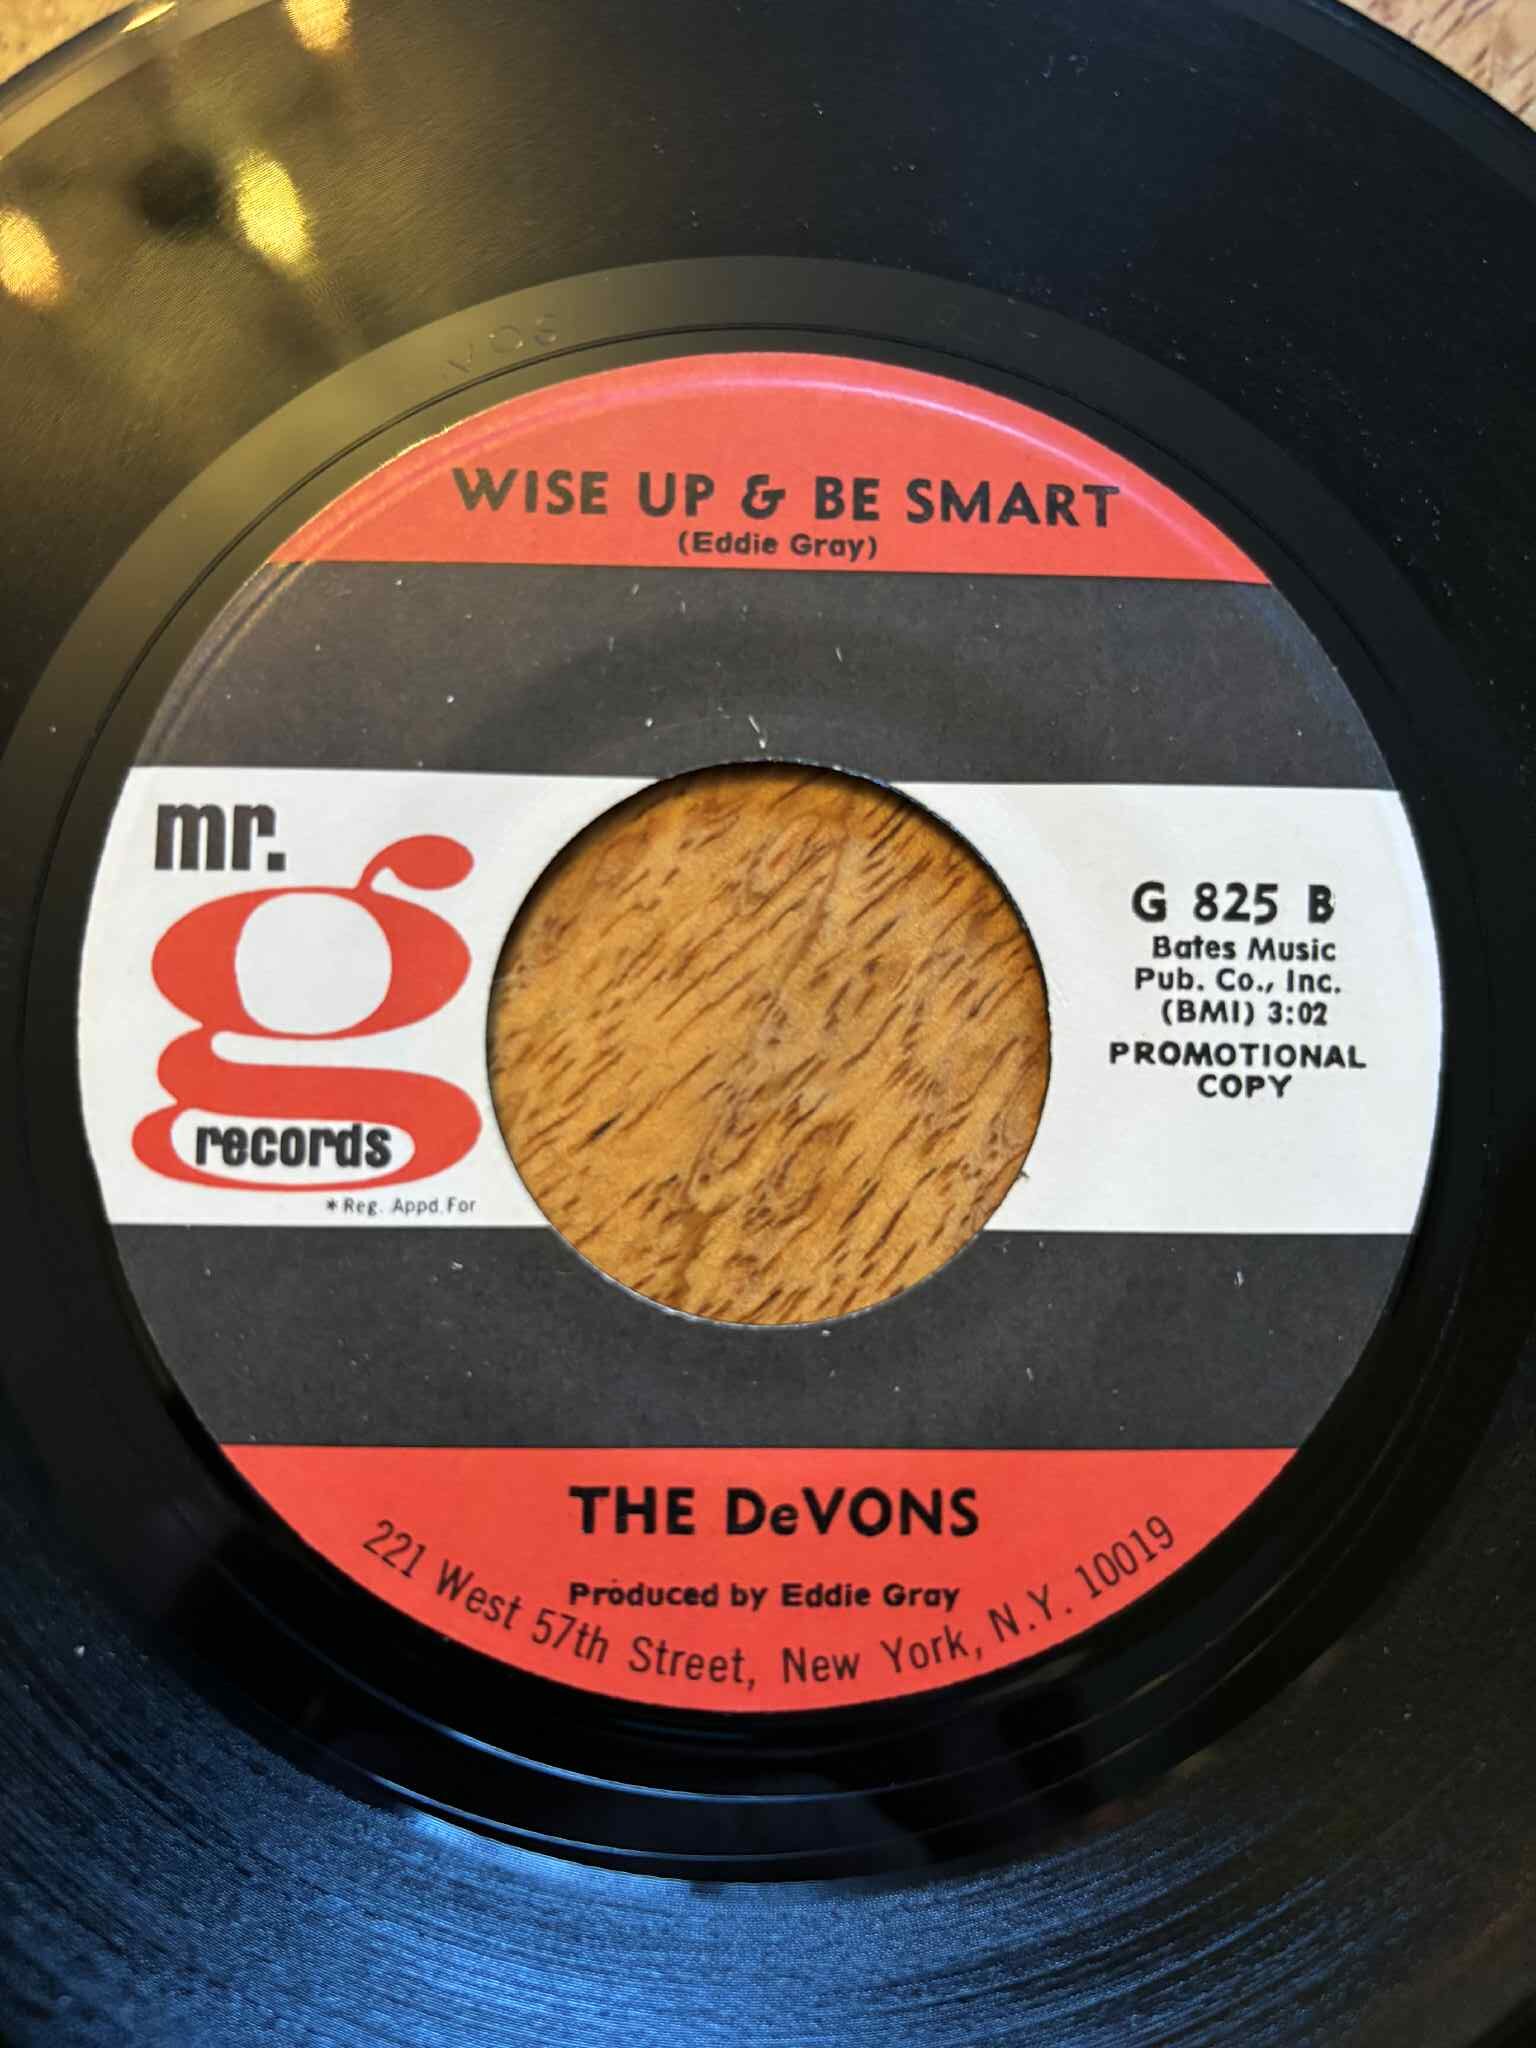 WISE UP & BE SMART
(Eddie Gray)
mr.
g
records
*Reg. Appd. For
G 825 B
Bates Music
Pub. Co., Inc.
(BMI) 3:02
PROMOTIONAL
COPY
THE DeVONS
Produced by Eddie Gray
221 West 57th Street, New York, N.Y. 10019